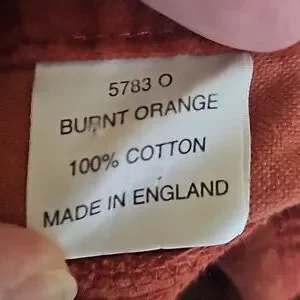 5783 O
BURNT ORANGE
100% COTTON
MADE IN ENGLAND